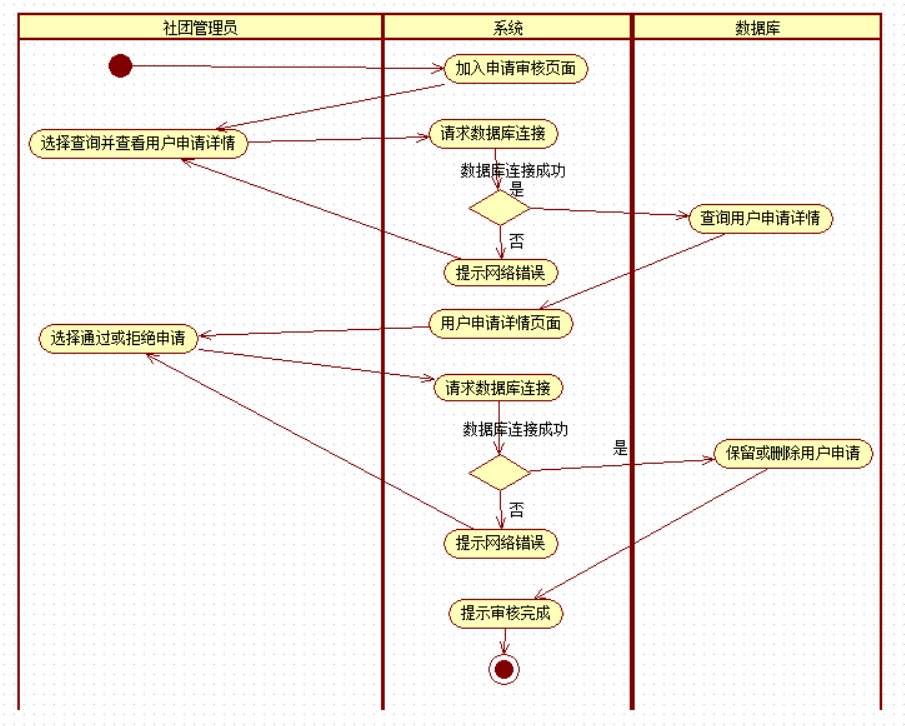 社团管理员
系统
数据库
加入申请审核页面
选择查询并查看用户申请详情
请求数据库连接
数据库连接成功
是
查询用户申请详情
否
提示网络错误
用户申请详情页面
选择通过或拒绝申请
请求数据库连接
数据库连接成功
是
保留或删除用户申请
否
提示网络错误
提示审核完成